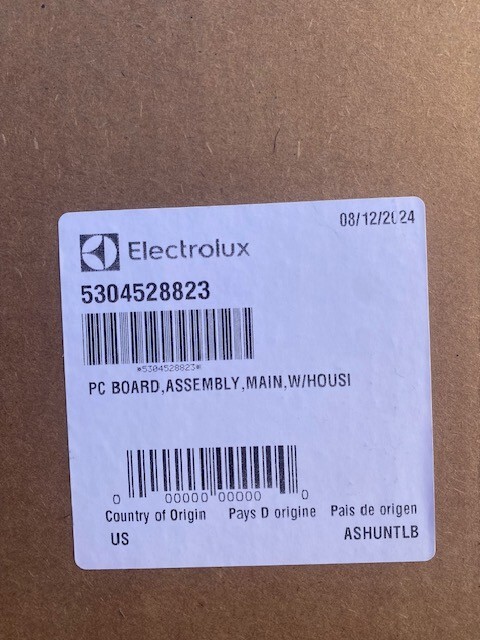 08/12/2024
Electrolux
5304528823
*5304528823*
PC BOARD,ASSEMBLY,MAIN,W/HOUSI
0 00000 00000 0
Country of Origin Pays D origine Pais de origen
US ASHUNTLB